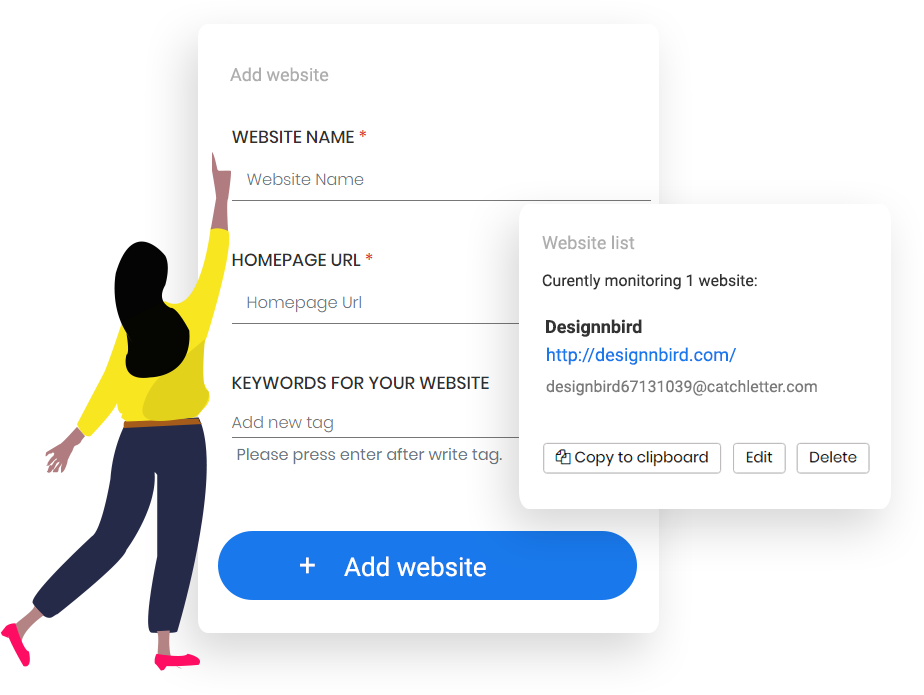 Add website
WEBSITE NAME *
Website Name
HOMEPAGE URL *
Homepage Url
KEYWORDS FOR YOUR WEBSITE
Add new tag
Please press enter after write tag.
+ Add website
Website list
Curently monitoring 1 website:
Designnbird
http://designnbird.com/
designbird67131039@catchletter.com
Copy to clipboard Edit Delete